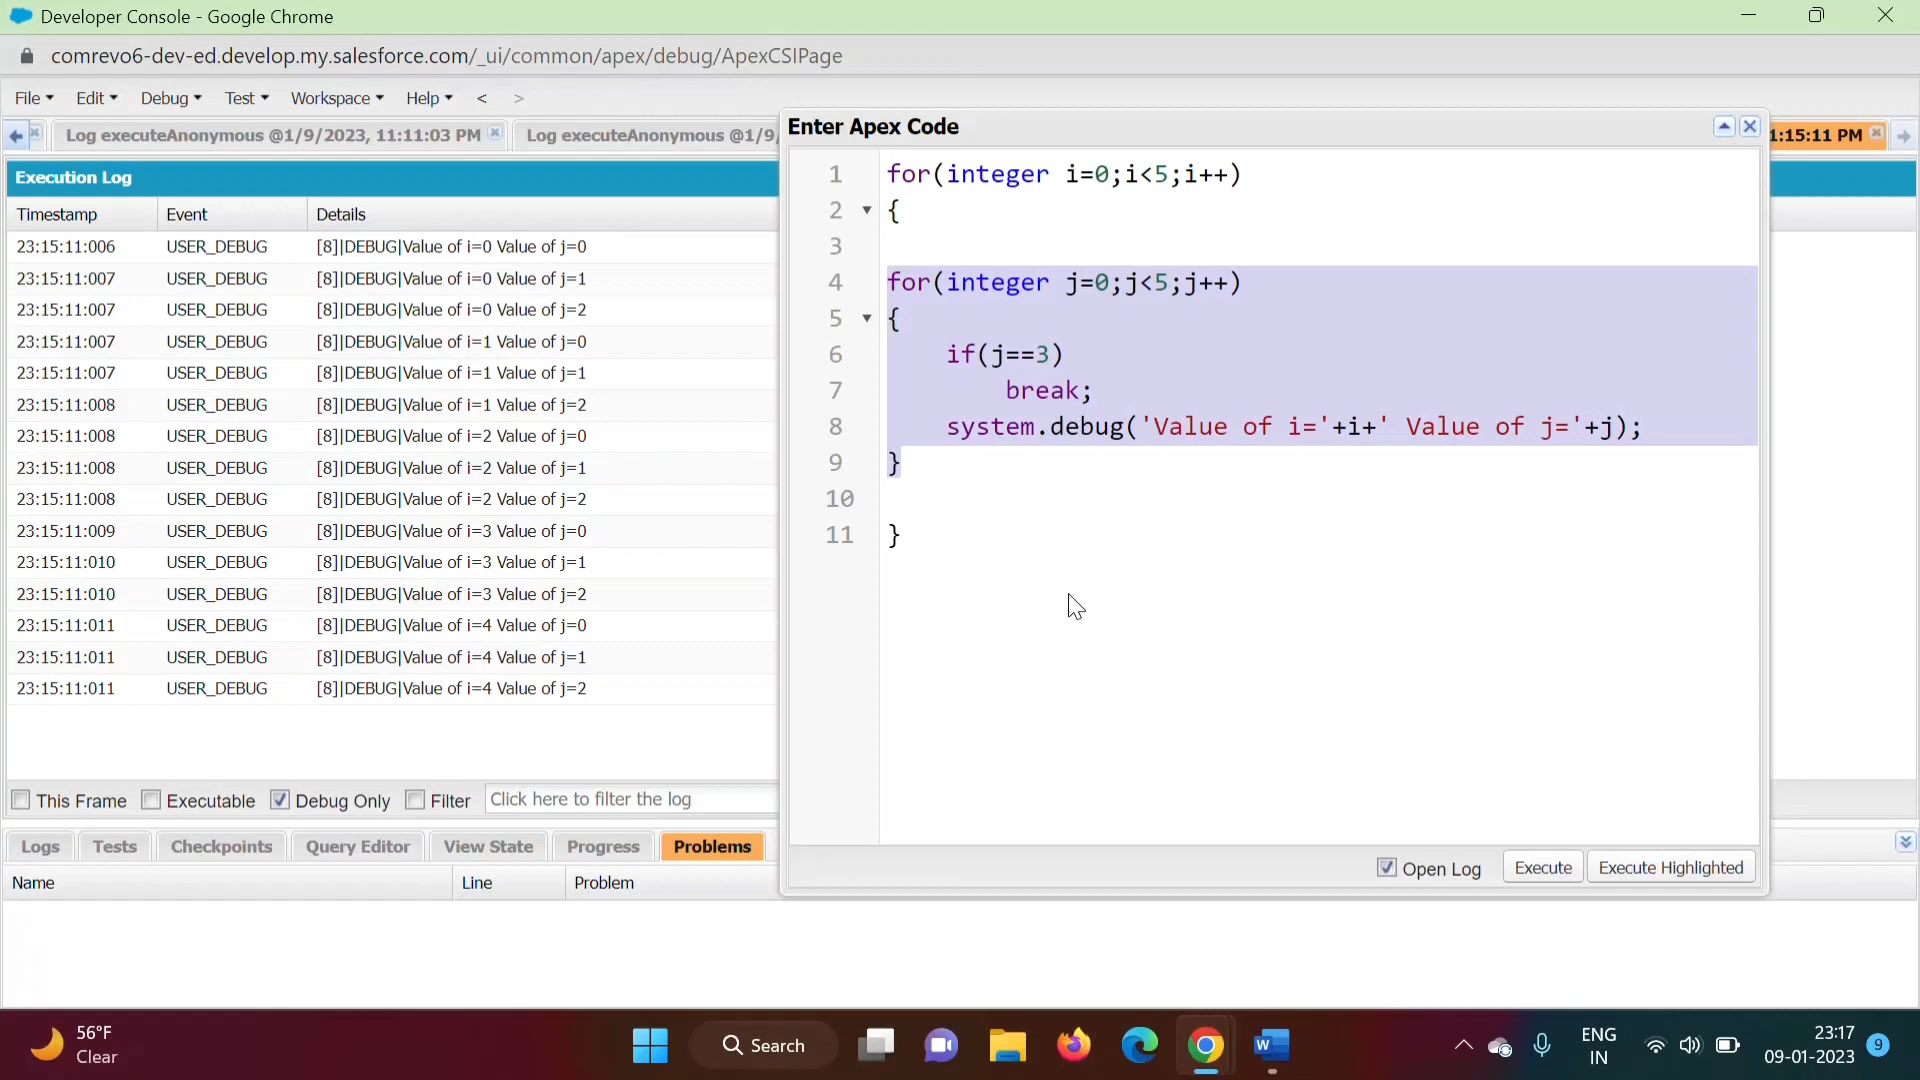 Developer Console - Google Chrome
comrevo6-dev-ed.develop.my.salesforce.com/_ui/common/apex/debug/ApexCSIPage
File Edit Debug Test Workspace Help < >
Log executeAnonymous @1/9/2023, 11:11:03 PM
Log executeAnonymous @1/9/
1:15:11 PM
Execution Log
Timestamp Event Details
23:15:11:006 USER_DEBUG [8]|DEBUG|Value of i=0 Value of j=0
23:15:11:007 USER_DEBUG [8]|DEBUG|Value of i=0 Value of j=1
23:15:11:007 USER_DEBUG [8]|DEBUG|Value of i=0 Value of j=2
23:15:11:007 USER_DEBUG [8]|DEBUG|Value of i=1 Value of j=0
23:15:11:007 USER_DEBUG [8]|DEBUG|Value of i=1 Value of j=1
23:15:11:008 USER_DEBUG [8]|DEBUG|Value of i=1 Value of j=2
23:15:11:008 USER_DEBUG [8]|DEBUG|Value of i=2 Value of j=0
23:15:11:008 USER_DEBUG [8]|DEBUG|Value of i=2 Value of j=1
23:15:11:008 USER_DEBUG [8]|DEBUG|Value of i=2 Value of j=2
23:15:11:009 USER_DEBUG [8]|DEBUG|Value of i=3 Value of j=0
23:15:11:010 USER_DEBUG [8]|DEBUG|Value of i=3 Value of j=1
23:15:11:010 USER_DEBUG [8]|DEBUG|Value of i=3 Value of j=2
23:15:11:011 USER_DEBUG [8]|DEBUG|Value of i=4 Value of j=0
23:15:11:011 USER_DEBUG [8]|DEBUG|Value of i=4 Value of j=1
23:15:11:011 USER_DEBUG [8]|DEBUG|Value of i=4 Value of j=2
This Frame Executable Debug Only Filter Click here to filter the log
Logs Tests Checkpoints Query Editor View State Progress Problems
Name Line Problem
Enter Apex Code
1 for(integer i=0;i<5;i++)
2 {
3
4 for(integer j=0;j<5;j++)
5 {
6 if(j==3)
7 break;
8 system.debug('Value of i='+i+' Value of j='+j);
9 }
10
11 }
Open Log Execute Execute Highlighted
56°F
Clear
Search
W
ENG
IN
23:17
09-01-2023
9